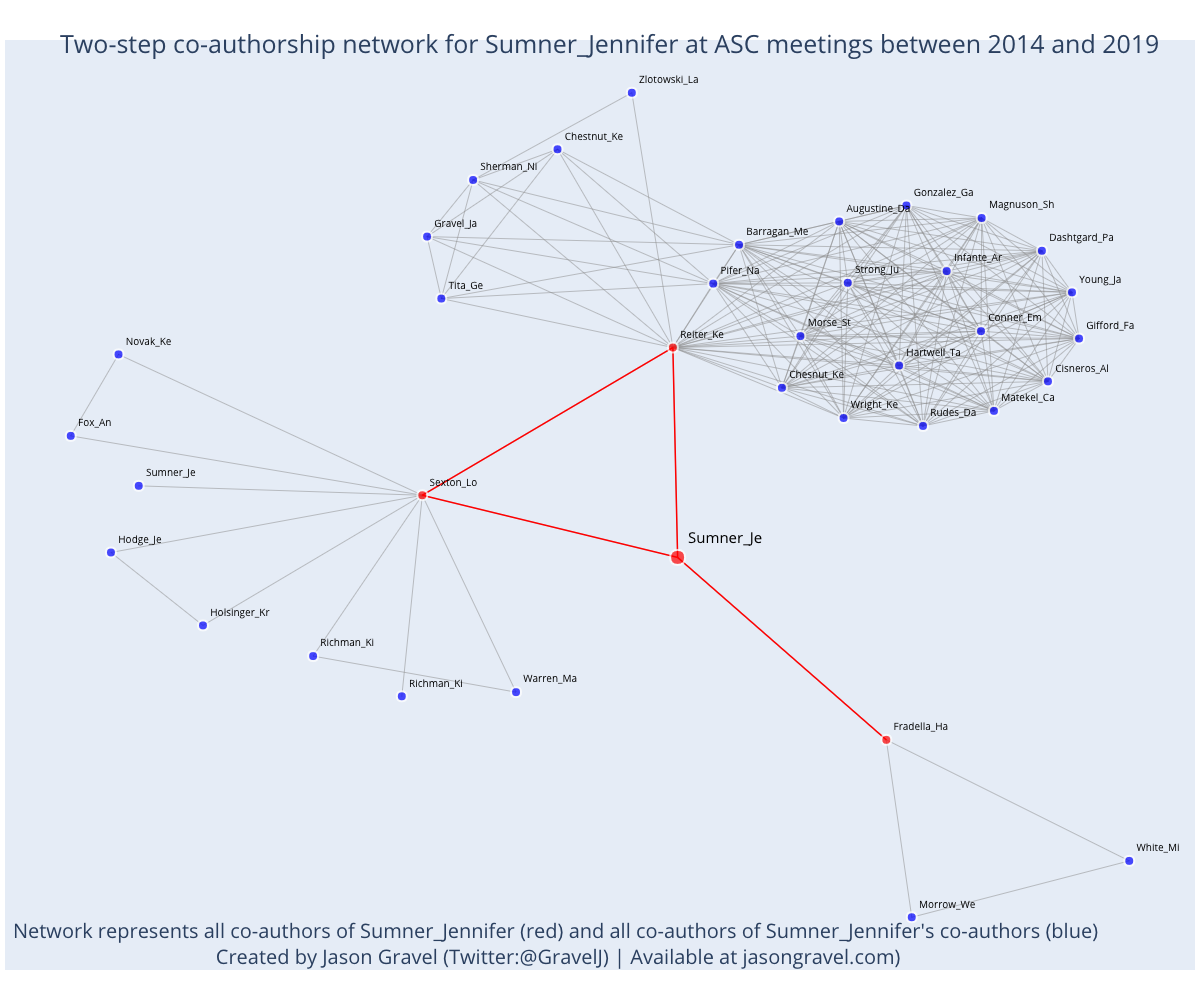 Two-step co-authorship network for Sumner_Jennifer at ASC meetings between 2014 and 2019
Zlotowski_La
Chestnut_Ke
Sherman_Ni
Gonzalez_Ga
Magnuson_Sh
Augustine_Da
Gravel_Ja
Barragan_Me
Dashtgard_Pa
Infante_Ar
Pifer_Na
Strong_Ju
Young_Ja
Tita_Ge
Conner_Em
Morse_St
Gifford_Fa
Reiter_Ke
Novak_Ke
Hartwell_Ta
Cisneros_Al
Chesnut_Ke
Matekel_Ca
Wright_Ke
Rudes_Da
Fox_An
Sumner_Je
Sexton_Lo
Sumner_Je
Hodge_Je
Holsinger_Kr
Richman_Ki
Warren_Ma
Richman_Ki
Fradella_Ha
White_Mi
Morrow_We
Network represents all co-authors of Sumner_Jennifer (red) and all co-authors of Sumner_Jennifer's co-authors (blue)
Created by Jason Gravel (Twitter:@GravelJ) | Available at jasongravel.com)